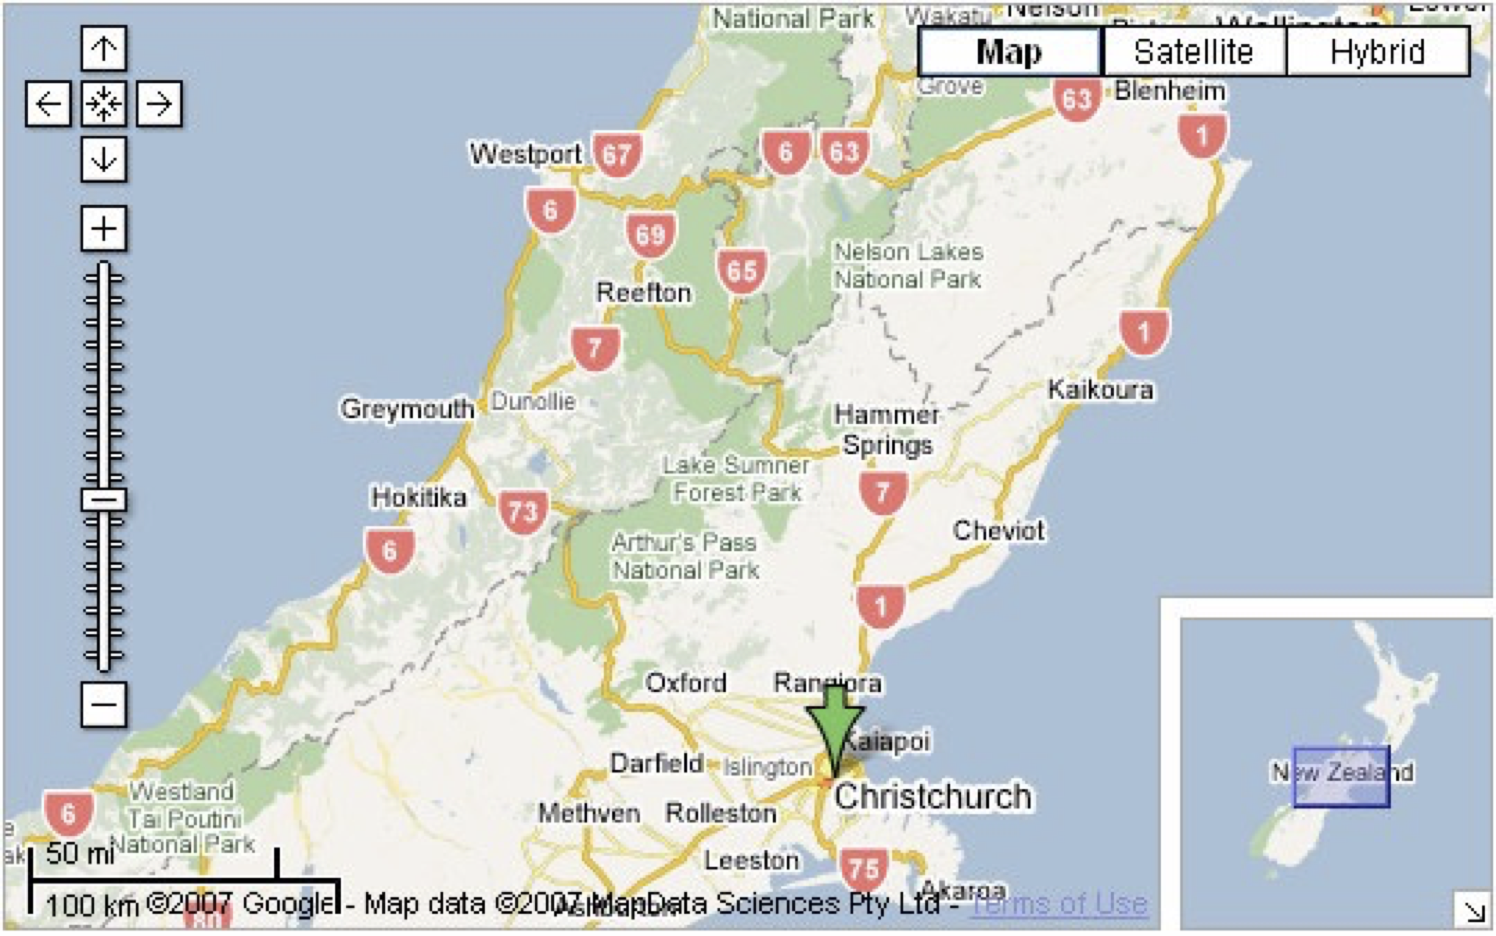 National Park
Wakatu
Nelson
Wellington
Lower
Map
Satellite
Hybrid
Grove
63
Blenheim
1
Westport
67
6
63
6
69
65
Nelson Lakes
National Park
Reefton
7
1
Kaikoura
Greymouth
Dunollie
Hammer
Springs
Lake Sumner
Forest Park
7
Hokitika
73
6
Cheviot
Arthur's Pass
National Park
1
Oxford
Rangiora
Kaiapoi
Darfield
Islington
Christchurch
New Zealand
Methven
Rolleston
Leeston
75
Akaroa
6
Westland
Tai Poutini
National Park
50 mi
100 km
©2007 Google - Map data ©2007 MapData Sciences Pty Ltd - Terms of Use
Ashburton
80